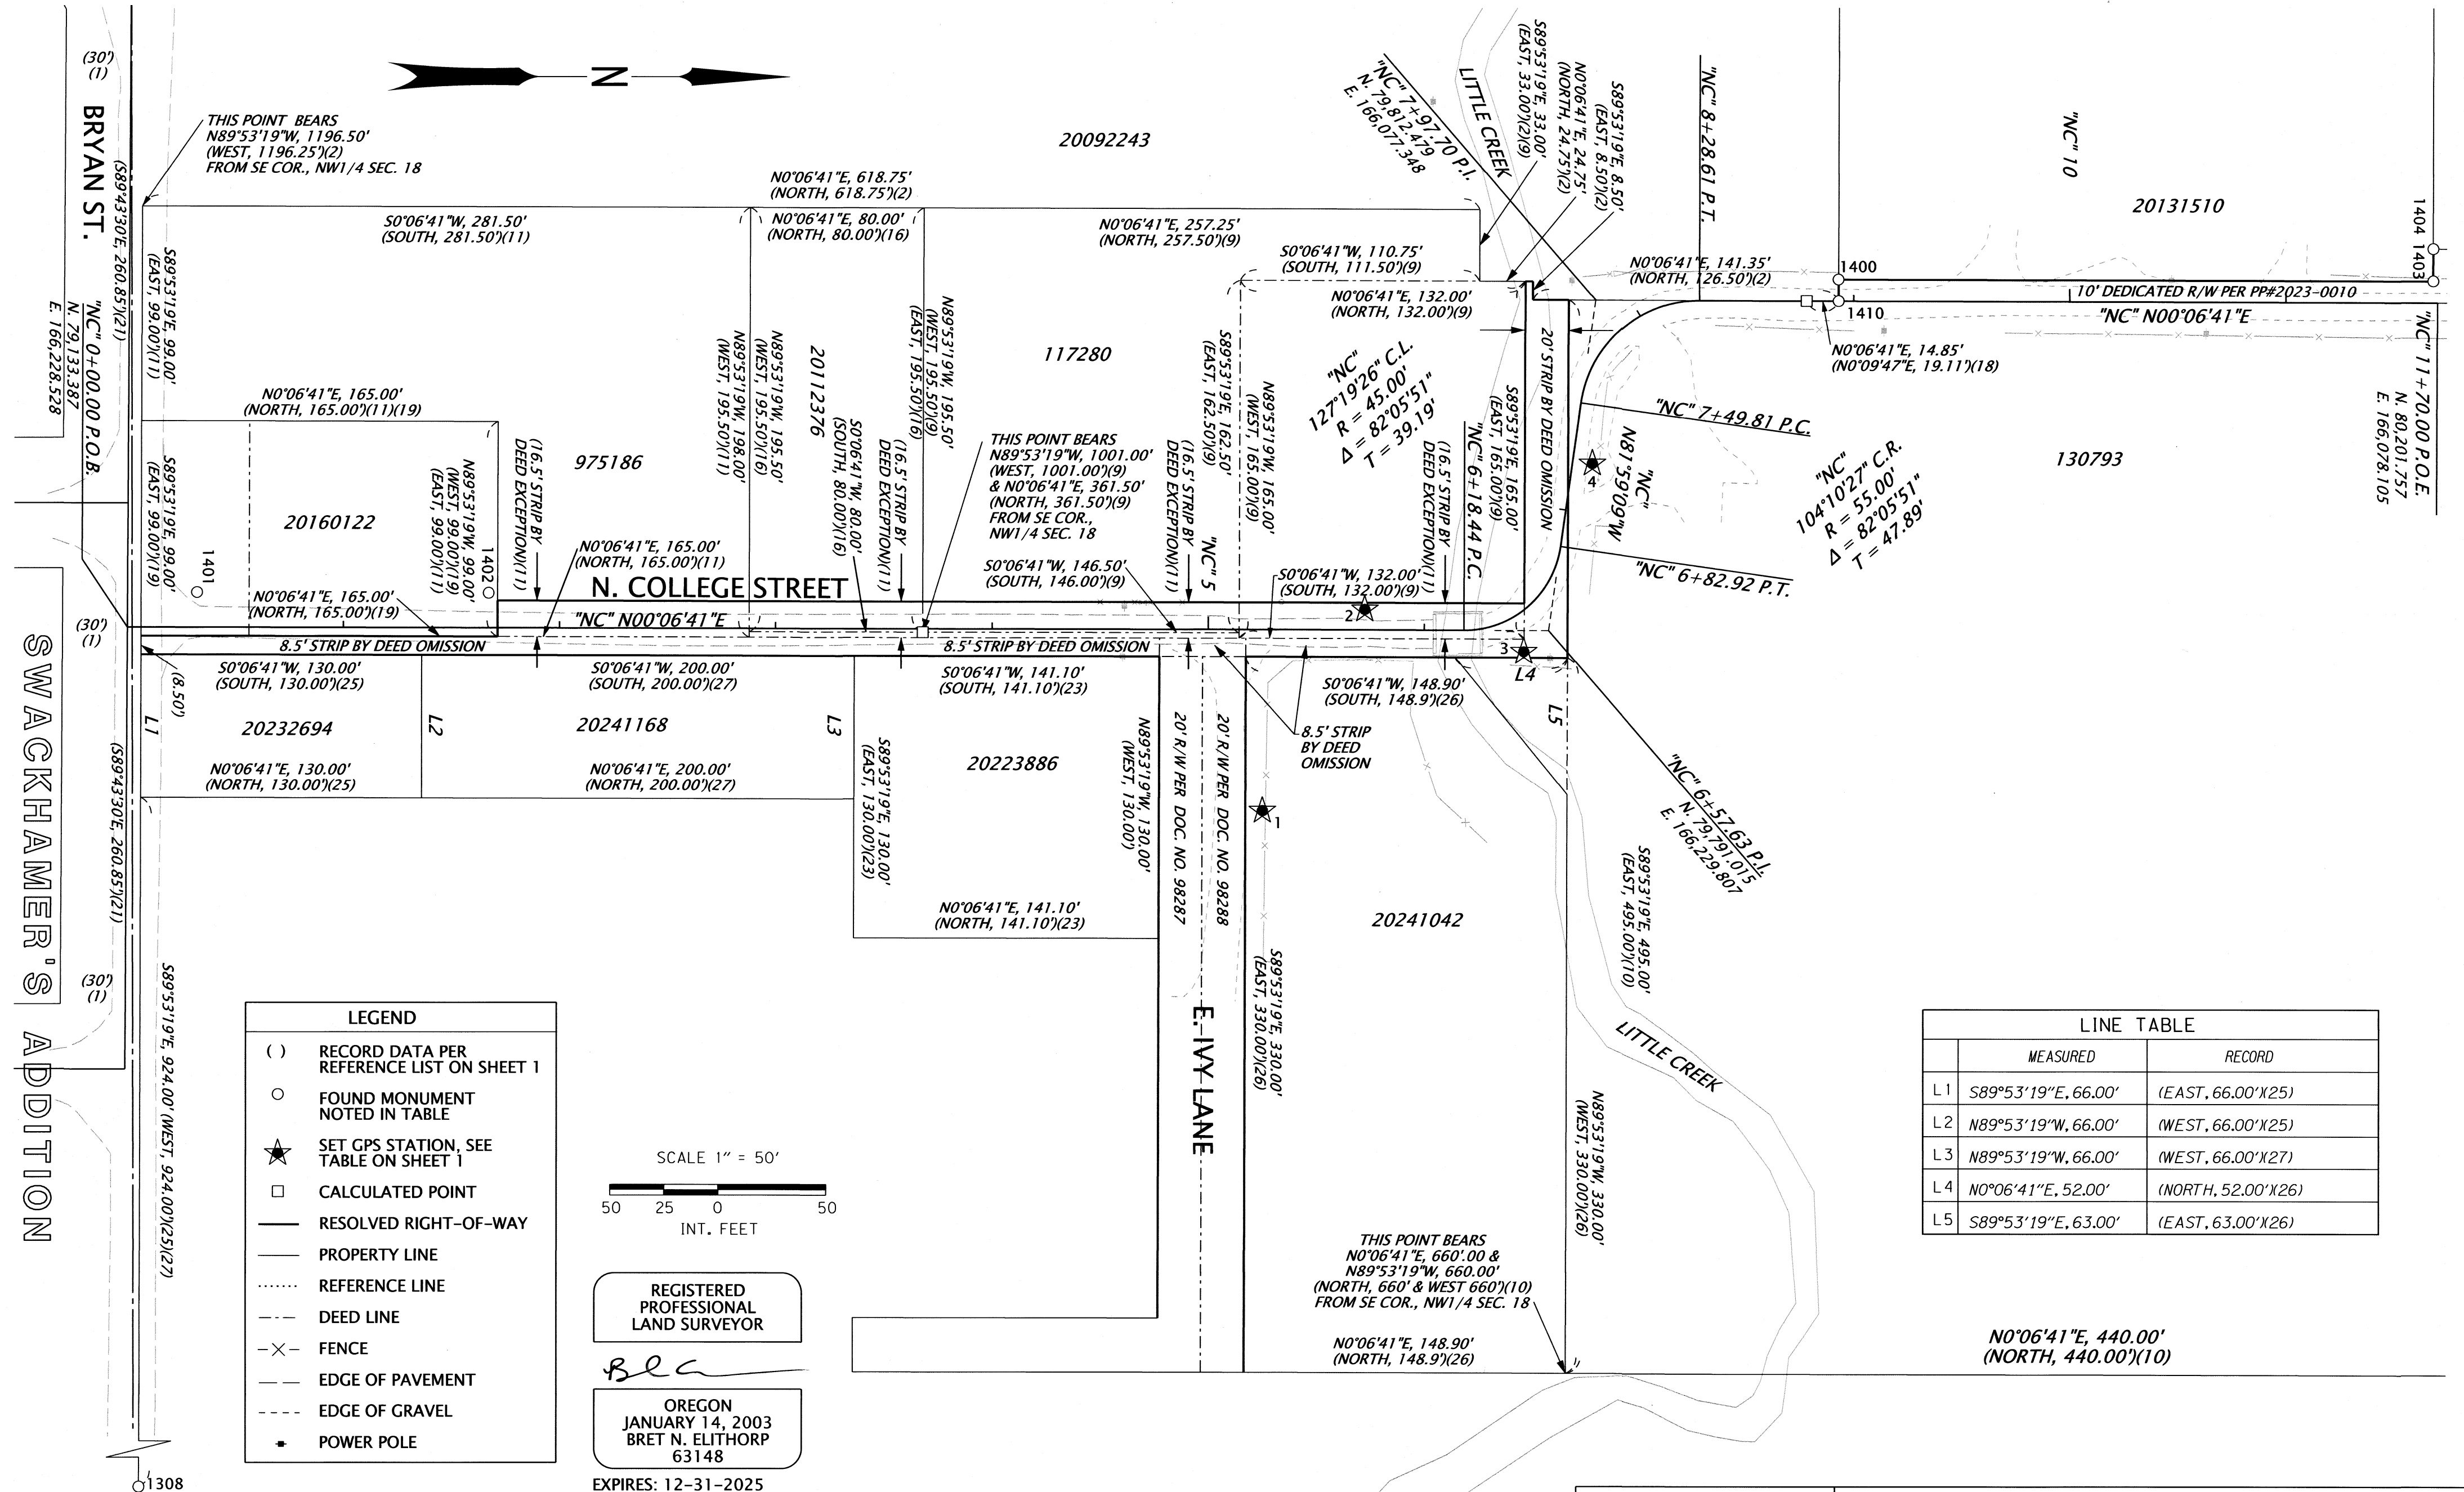 (30')
(1)
BRYAN ST.
(S89°43'30"E, 260.85')(21)
THIS POINT BEARS
N89°53'19"W, 1196.50'
(WEST, 1196.25')(2)
FROM SE COR., NW1/4 SEC. 18
N
20092243
N0°06'41"E, 618.75'
(NORTH, 618.75')(2)
S0°06'41"W, 281.50'
(SOUTH, 281.50')(11)
N0°06'41"E, 80.00'
(NORTH, 80.00')(16)
N0°06'41"E, 257.25'
(NORTH, 257.50')(9)
S0°06'41"W, 110.75'
(SOUTH, 111.50')(9)
N0°06'41"E, 132.00'
(NORTH, 132.00')(9)
"NC" 7+97.70 P.I.
N. 79,812.479
E. 166,077.348
LITTLE CREEK
S89°53'19"E, 33.00'
(EAST, 33.00')(2)(9)
N0°06'41"E, 24.75'
(NORTH, 24.75')(2)
S89°53'19"E, 8.50'
(EAST, 8.50')(2)
"NC" 8+28.61 P.T.
"NC" 10
20131510
1404
1403
N0°06'41"E, 141.35'
(NORTH, 126.50')(2)
1400
10' DEDICATED R/W PER PP#2023-0010
1410
"NC" N00°06'41"E
N0°06'41"E, 14.85'
(N0°09'47"E, 19.11')(18)
"NC" 11+70.00 P.O.E.
N. 80,201.757
E. 166,078.105
"NC" 0+00.00 P.O.B.
N. 79,133.387
E. 166,228.528
S89°53'19"E, 99.00'
(EAST, 99.00')(11)
N0°06'41"E, 165.00'
(NORTH, 165.00')(11)(19)
S89°53'19"E, 99.00'
(EAST, 99.00')(19)
20160122
1401
1402
N89°53'19"W, 99.00'
(WEST, 99.00')(19)
(EAST, 99.00')(11)
(16.5' STRIP BY
DEED EXCEPTION)(11)
975186
N89°53'19"W, 198.00'
(WEST, 195.50')(11)
N89°53'19"W, 195.50'
(WEST, 195.50')(16)
20112376
S0°06'41"W, 80.00'
(SOUTH, 80.00')(16)
(16.5' STRIP BY
DEED EXCEPTION)(11)
N89°53'19"W, 195.50'
(WEST, 195.50')(9)
(EAST, 195.50')(16)
117280
THIS POINT BEARS
N89°53'19"W, 1001.00'
(WEST, 1001.00')(9)
& N0°06'41"E, 361.50'
(NORTH, 361.50')(9)
FROM SE COR.,
NW1/4 SEC. 18
S0°06'41"W, 146.50'
(SOUTH, 146.00')(9)
(16.5' STRIP BY
DEED EXCEPTION)(11)
"NC" 5
S89°53'19"E, 162.50'
(EAST, 162.50')(9)
N89°53'19"W, 165.00'
(WEST, 165.00')(9)
"NC"
127°19'26" C.L.
R = 45.00'
Δ = 82°05'51"
T = 39.19'
S0°06'41"W, 132.00'
(SOUTH, 132.00')(9)
(16.5' STRIP BY
DEED EXCEPTION)(11)
"NC" 6+18.44 P.C.
S89°53'19"E, 165.00'
(EAST, 165.00')(9)
20' STRIP BY DEED OMISSION
"NC" 7+49.81 P.C.
4
"NC"
N81°59'09"W
"NC"
104°10'27" C.R.
R = 55.00'
Δ = 82°05'51"
T = 47.89'
130793
"NC" 6+82.92 P.T.
N0°06'41"E, 165.00'
(NORTH, 165.00')(11)
N. COLLEGE STREET
"NC" N00°06'41"E
N0°06'41"E, 165.00'
(NORTH, 165.00')(19)
2
3
L4
(30')
(1)
8.5' STRIP BY DEED OMISSION
8.5' STRIP BY DEED OMISSION
(8.50')
S0°06'41"W, 130.00'
(SOUTH, 130.00')(25)
S0°06'41"W, 200.00'
(SOUTH, 200.00')(27)
S0°06'41"W, 141.10'
(SOUTH, 141.10')(23)
S0°06'41"W, 148.90'
(SOUTH, 148.9')(26)
8.5' STRIP
BY DEED
OMISSION
L1
20232694
L2
20241168
L3
N0°06'41"E, 130.00'
(NORTH, 130.00')(25)
N0°06'41"E, 200.00'
(NORTH, 200.00')(27)
S89°53'19"E, 130.00'
(EAST, 130.00')(23)
20223886
N89°53'19"W, 130.00'
(WEST, 130.00')
20' R/W PER DOC. NO. 98287
20' R/W PER DOC. NO. 98288
1
L5
"NC" 6+57.63 P.I.
N. 79,791.015
E. 166,229.807
N0°06'41"E, 141.10'
(NORTH, 141.10')(23)
20241042
S89°53'19"E, 495.00'
(EAST, 495.00')(10)
(S89°43'30"E, 260.85')(21)
SWACKHAMER'S ADDITION
(30')
(1)
S89°53'19"E, 924.00' (WEST, 924.00')(25)(27)
S89°53'19"E, 330.00'
(EAST, 330.00')(26)
E. IVY LANE
LITTLE CREEK
N89°53'19"W, 330.00'
(WEST, 330.00')(26)
LEGEND
( ) RECORD DATA PER
REFERENCE LIST ON SHEET 1
FOUND MONUMENT
NOTED IN TABLE
SET GPS STATION, SEE
TABLE ON SHEET 1
CALCULATED POINT
RESOLVED RIGHT-OF-WAY
PROPERTY LINE
REFERENCE LINE
DEED LINE
FENCE
EDGE OF PAVEMENT
EDGE OF GRAVEL
POWER POLE
SCALE 1" = 50'
50 25 0 50
INT. FEET
REGISTERED
PROFESSIONAL
LAND SURVEYOR
OREGON
JANUARY 14, 2003
BRET N. ELITHORP
63148
EXPIRES: 12-31-2025
THIS POINT BEARS
N0°06'41"E, 660'.00 &
N89°53'19"W, 660.00'
(NORTH, 660' & WEST 660')(10)
FROM SE COR., NW1/4 SEC. 18
N0°06'41"E, 148.90'
(NORTH, 148.9')(26)
LINE TABLE
MEASURED RECORD
L1 S89°53'19"E, 66.00' (EAST, 66.00')(25)
L2 N89°53'19"W, 66.00' (WEST, 66.00')(25)
L3 N89°53'19"W, 66.00' (WEST, 66.00')(27)
L4 N0°06'41"E, 52.00' (NORTH, 52.00')(26)
L5 S89°53'19"E, 63.00' (EAST, 63.00')(26)
N0°06'41"E, 440.00'
(NORTH, 440.00')(10)
1308